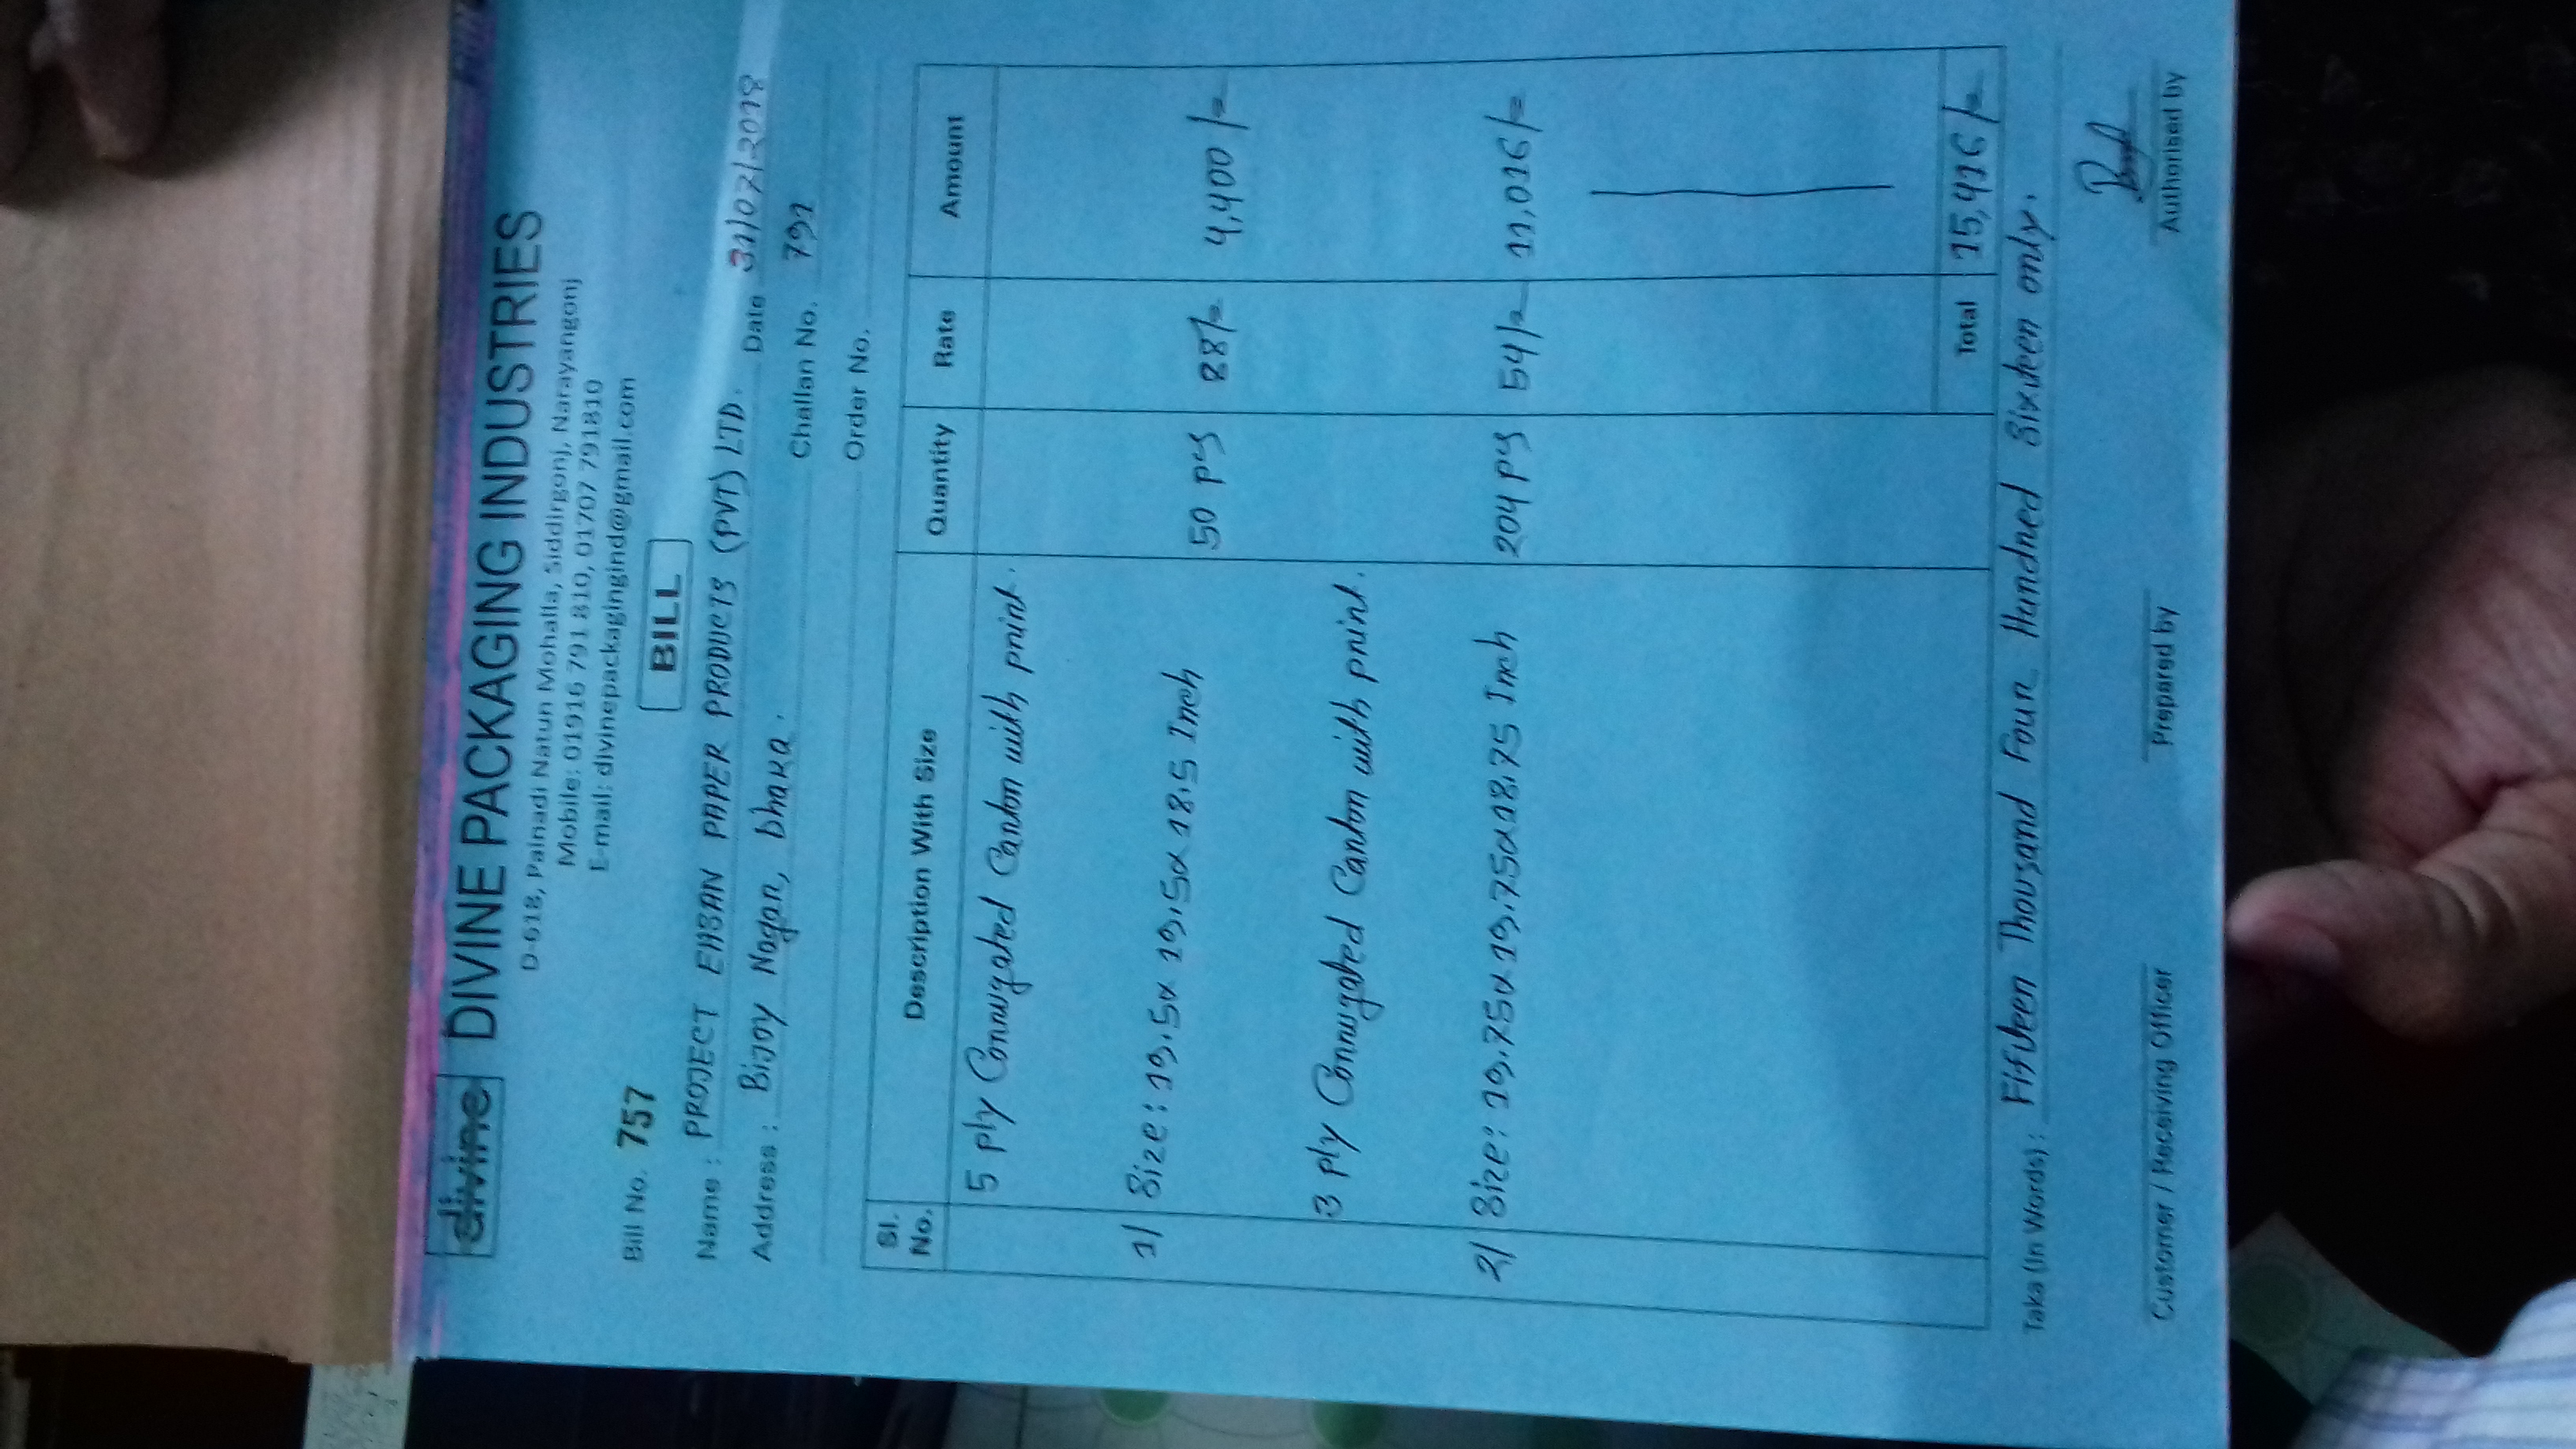 divine DIVINE PACKAGING INDUSTRIES
D-618, Painadi Natun Mohalla, Siddirgonj, Narayangonj
Mobile: 01916 791 810, 01707 791810
E-mail: divinepackagingind@gmail.com
Bill No. 757
BILL
Name : PROJECT EHSAN PAPER PRODUCTS (PVT) LTD.
Date 31/07/2018
Address : Bijoy Nagar, Dhaka.
Challan No. 791
Order No.
Sl. No. Description With Size Quantity Rate Amount
5 ply Corrugated Carton with print.
1/ Size: 19.5x 19.5x 18.5 Inch 50 pcs 88/= 4,400/=
3 ply Corrugated Carton with print.
2/ Size: 19.75x19.75x18.75 Inch 204 pcs 54/= 11,016/=
Total 15,416/=
Taka (In Words) : Fifteen Thousand Four Hundred Sixteen only.
Customer / Receiving Officer Prepared by Authorised by